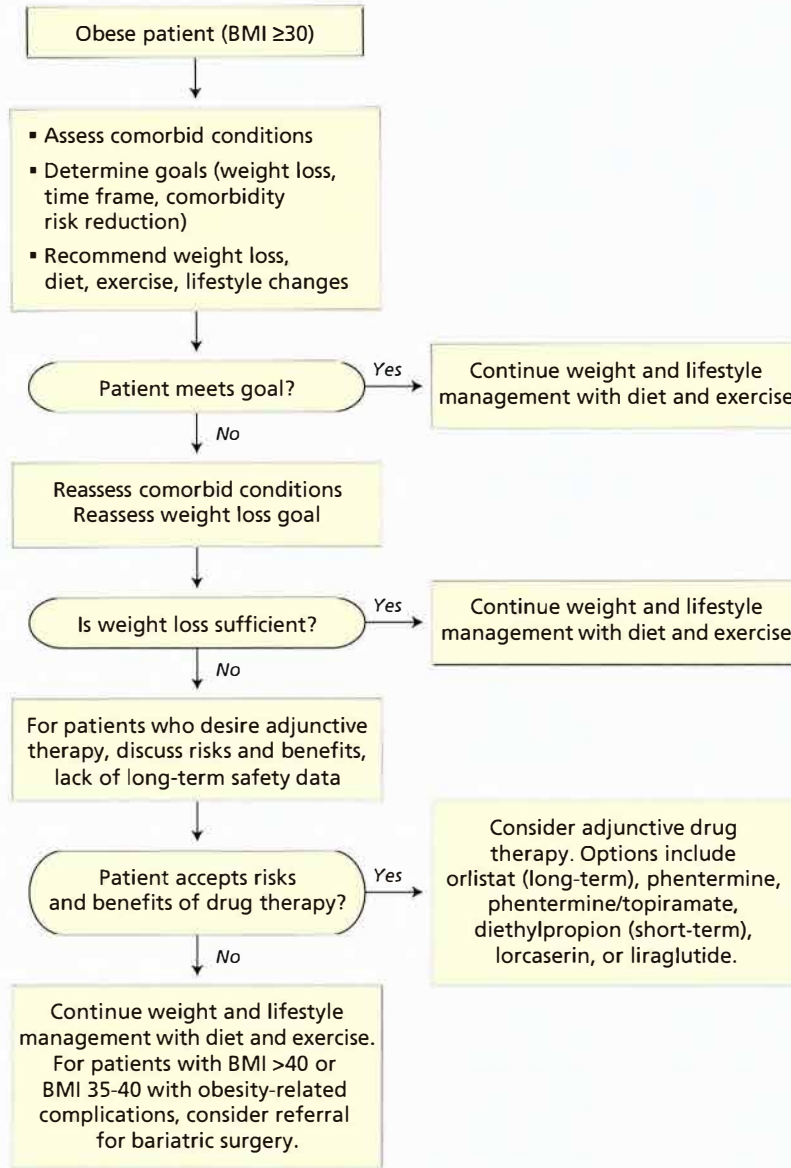 Obese patient (BMI ≥30)
▪ Assess comorbid conditions
▪ Determine goals (weight loss,
time frame, comorbidity
risk reduction)
▪ Recommend weight loss,
diet, exercise, lifestyle changes
Patient meets goal?
Yes
Continue weight and lifestyle
management with diet and exercise
No
Reassess comorbid conditions
Reassess weight loss goal
Is weight loss sufficient?
Yes
Continue weight and lifestyle
management with diet and exercise
No
For patients who desire adjunctive
therapy, discuss risks and benefits,
lack of long-term safety data
Patient accepts risks
and benefits of drug therapy?
Yes
Consider adjunctive drug
therapy. Options include
orlistat (long-term), phentermine,
phentermine/topiramate,
diethylpropion (short-term),
lorcaserin, or liraglutide.
No
Continue weight and lifestyle
management with diet and exercise.
For patients with BMI >40 or
BMI 35-40 with obesity-related
complications, consider referral
for bariatric surgery.